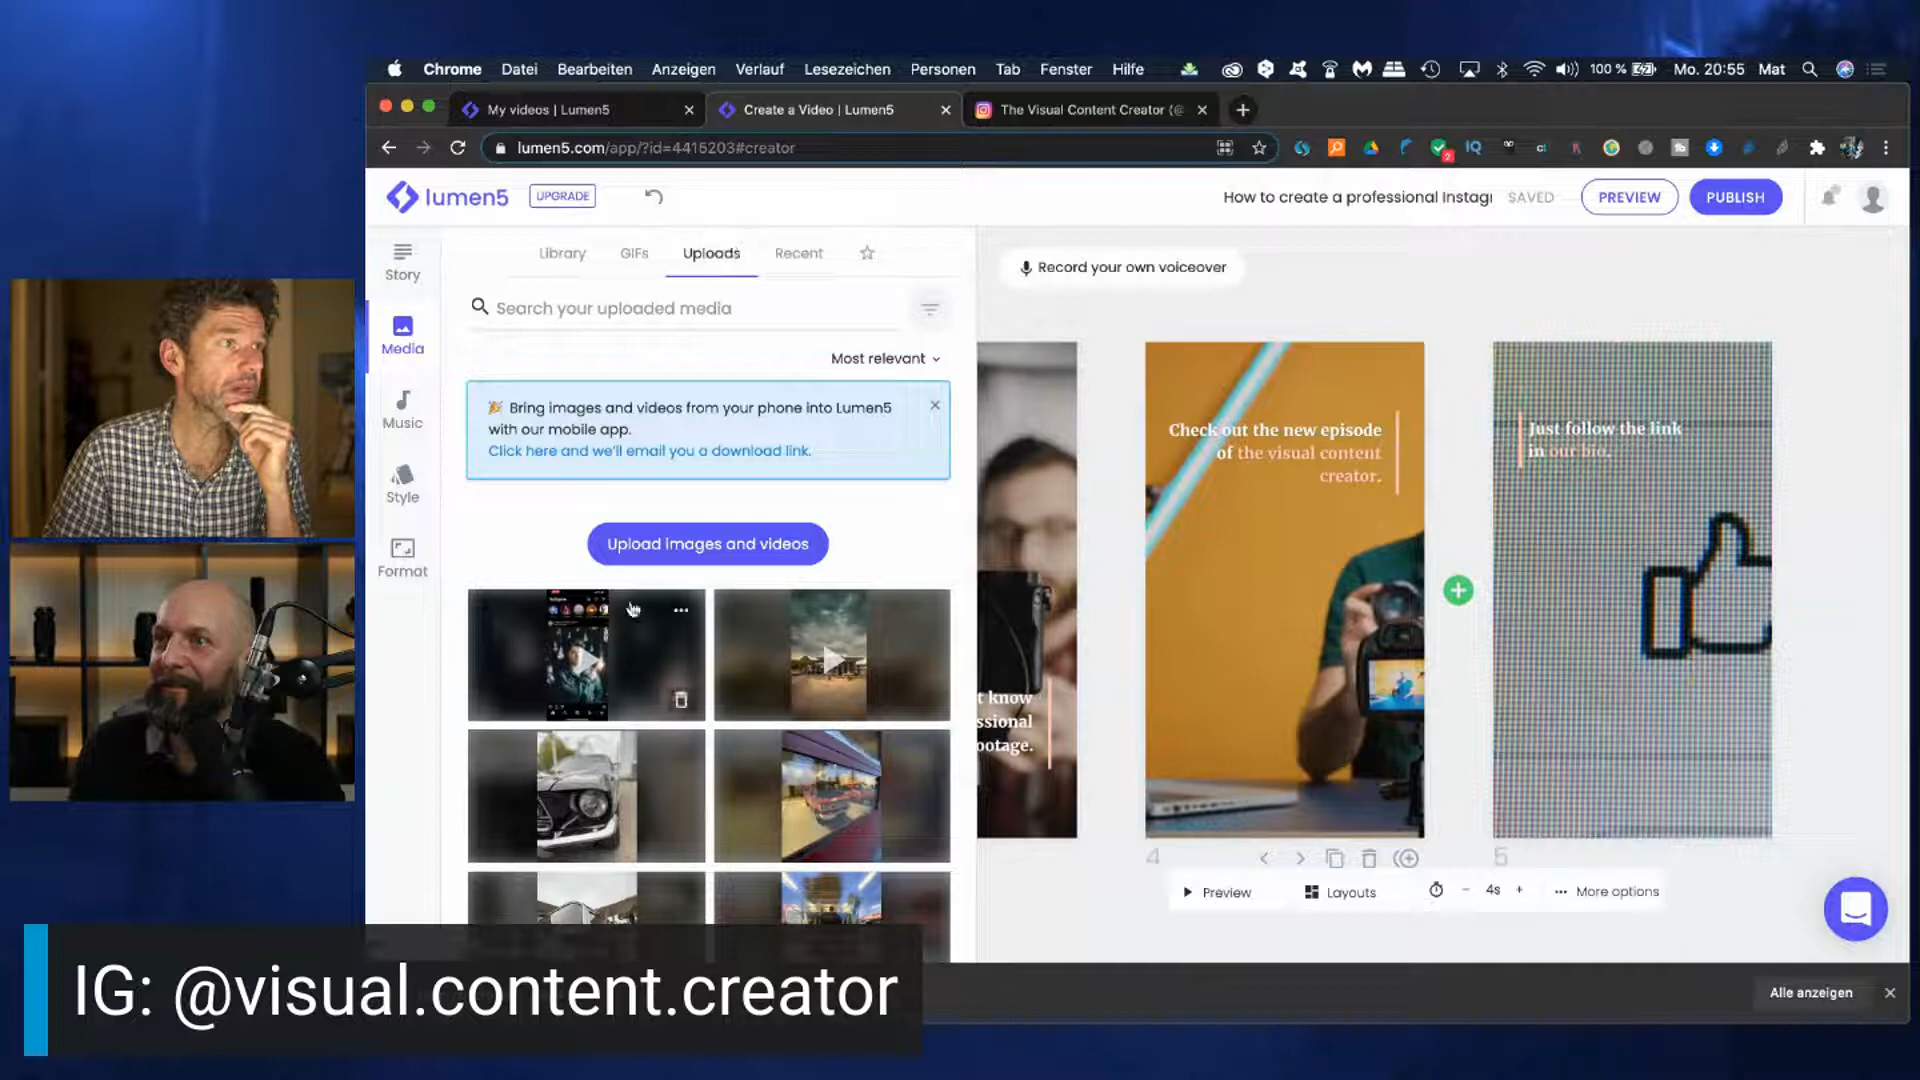 Chrome Datei Bearbeiten Anzeigen Verlauf Lesezeichen Personen Tab Fenster Hilfe 100 % Mo. 20:55 Mat
My videos | Lumen5
Create a Video | Lumen5
The Visual Content Creator (@
lumen5.com/app/?id=4415203#creator
lumen5 UPGRADE
How to create a professional Instag
SAVED
PREVIEW
PUBLISH
Story
Media
Music
Style
Format
Library GIFs Uploads Recent
Search your uploaded media
Most relevant
Bring images and videos from your phone into Lumen5
with our mobile app.
Click here and we'll email you a download link.
Upload images and videos
Record your own voiceover
t know
ssional
ootage.
Check out the new episode
of the visual content
creator.
Just follow the link
in our bio.
4
5
Preview
Layouts
4s
More options
Alle anzeigen
IG: @visual.content.creator